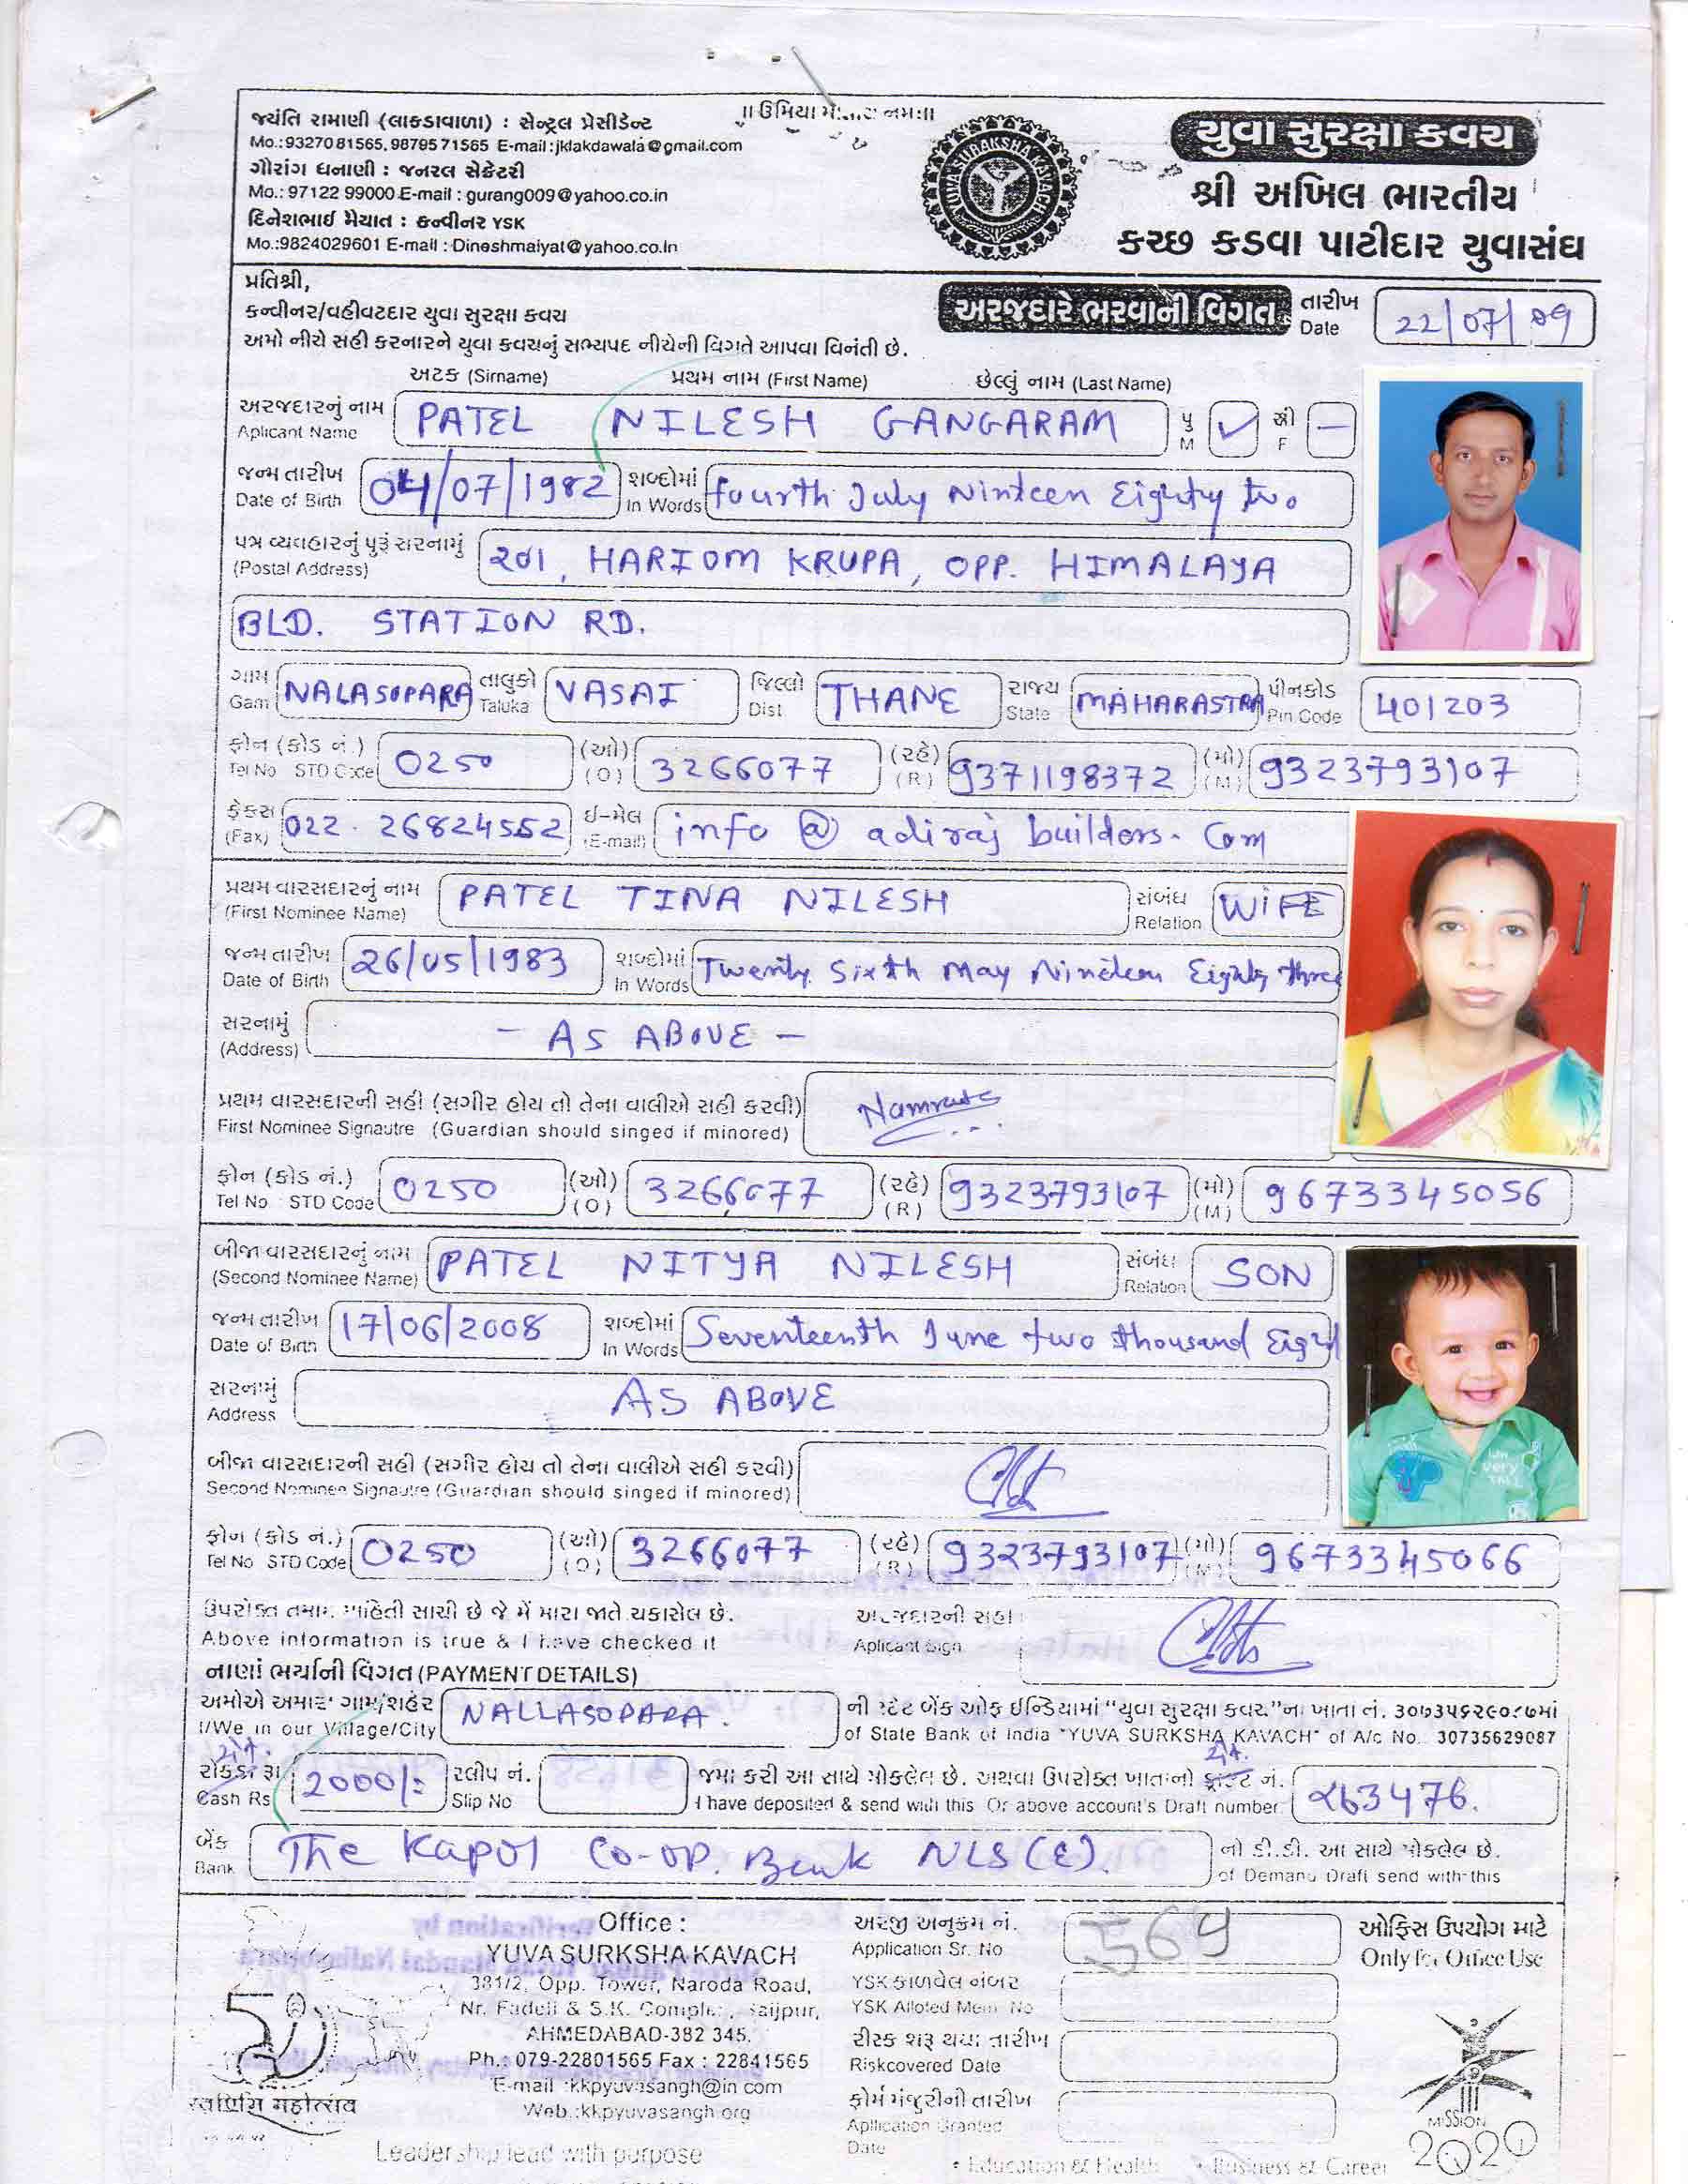 જયંતિ રામાણી (લાકડાવાળા) : સેન્ટ્રલ પ્રેસીડેન્ટ
Mo.:9327081565, 9879571565 E-mail:jklakdawala@gmail.com
ગૌરાંગ ધનાણી : જનરલ સેક્રેટરી
Mo.: 97122 99000 E-mail : gurang009@yahoo.co.in
દિનેશભાઈ મૈયાત : કન્વીનર YSK
Mo.:9824029601 E-mail : Dineshmaiyat@yahoo.co.in
YUVA SURAKSHA KAVACH
યુવા સુરક્ષા કવચ
શ્રી અખિલ ભારતીય
કચ્છ કડવા પાટીદાર યુવાસંઘ
પ્રતિશ્રી,
કન્વીનર/વહીવટદાર યુવા સુરક્ષા કવચ
અમો નીચે સહી કરનારને યુવા કવચનું સભ્યપદ નીચેની વિગતે આપવા વિનંતી છે.
અરજદારે ભરવાની વિગત તારીખ Date 22/07/09
અટક (Sirname) પ્રથમ નામ (First Name) છેલ્લું નામ (Last Name)
અરજદારનું નામ Aplicant Name PATEL NILESH GANGARAM પુ M ✓ સ્ત્રી F —
જન્મ તારીખ Date of Birth 04/07/1982 શબ્દોમાં In Words fourth July Ninteen Eighty two
પત્ર વ્યવહારનું પુરૂં સરનામું (Postal Address) 201, HARIOM KRUPA, OPP. HIMALAYA
BLD. STATION RD.
ગામ Gam NALASOPARA તાલુકો Taluka VASAI જિલ્લો Dist THANE રાજ્ય State MAHARASTRA પીનકોડ Pin Code 401203
ફોન (કોડ નં.) Tel No STD Code 0250 (ઓ) (O) 3266077 (રહે) (R) 9371198372 (મો) (M) 9323793107
ફેકસ (Fax) 022. 26824552 ઈ-મેલ (E-mail) info @ adiraj builders. Com
પ્રથમ વારસદારનું નામ (First Nominee Name) PATEL TINA NILESH સંબંધ Relation WIFE
જન્મ તારીખ Date of Birth 26/05/1983 શબ્દોમાં In Words Twenty Sixth May Nineteen Eighty three
સરનામું (Address) - AS ABOVE -
પ્રથમ વારસદારની સહી (સગીર હોય તો તેના વાલીએ સહી કરવી)
First Nominee Signautre (Guardian should singed if minored)
ફોન (કોડ નં.) Tel No STD Code 0250 (ઓ) (O) 3266077 (રહે) (R) 9323793107 (મો) (M) 9673345056
બીજા વારસદારનું નામ (Second Nominee Name) PATEL NITYA NILESH સંબંધ Relation SON
જન્મ તારીખ Date of Birth 17/06/2008 શબ્દોમાં In Words Seventeenth June two thousand Eight
સરનામું Address AS ABOVE
બીજા વારસદારની સહી (સગીર હોય તો તેના વાલીએ સહી કરવી)
Second Nominee Signautre (Guardian should singed if minored)
ફોન (કોડ નં.) Tel No STD Code 0250 (ઓ) (O) 3266077 (રહે) (R) 9323793107 (મો) (M) 9673345066
ઉપરોક્ત તમામ માહિતી સાચી છે જે મેં મારા જાતે ચકાસેલ છે. અરજદારની સહી
Above information is true & I have checked it Aplicant Sign
નાણાં ભર્યાની વિગત (PAYMENT DETAILS)
અમોએ અમારા ગામ/શહેર NALLASOPARA. ની સ્ટેટ બેંક ઓફ ઈન્ડિયામાં "યુવા સુરક્ષા કવચ"ના ખાતા નં. ૩૦૭૩૫૬૨૯૦૮૭માં
I/We in our Village/City of State Bank of India "YUVA SURKSHA KAVACH" of A/c No. 30735629087
રોકડા રૂા 2000/- સ્લીપ નં. જમા કરી આ સાથે મોકલેલ છે. અથવા ઉપરોક્ત ખાતાનો ડ્રાફ્ટ નં. 263476.
Cash Rs Slip No I have deposited & send with this Or above account's Draft number
બેંક Bank The Kapol Co-op. Bank NLS (E). નો ડી.ડી. આ સાથે મોકલેલ છે.
of Demand Draft send with this
Office :
YUVA SURKSHA KAVACH
381/2, Opp. Tower, Naroda Road,
Nr. Fadeli & S.K. Saijpur,
AHMEDABAD-382 345.
Ph.: 079-22801565 Fax : 22841565
E-mail :kkpyuvasangh@in com
Web.:kkpyuvasangh.org
Leadership lead with purpose
અરજી અનુક્રમ નં. 569
Application Sr. No
YSK ફાળવેલ નંબર
YSK Alloted Mem No
રીસ્ક શરૂ થયા તારીખ
Riskcovered Date
ફોર્મ મંજુરીની તારીખ
Apllication Granted
Date
ઓફિસ ઉપયોગ માટે
Only For Office Use
MISSION
2020
• Education & Health • Business & Career